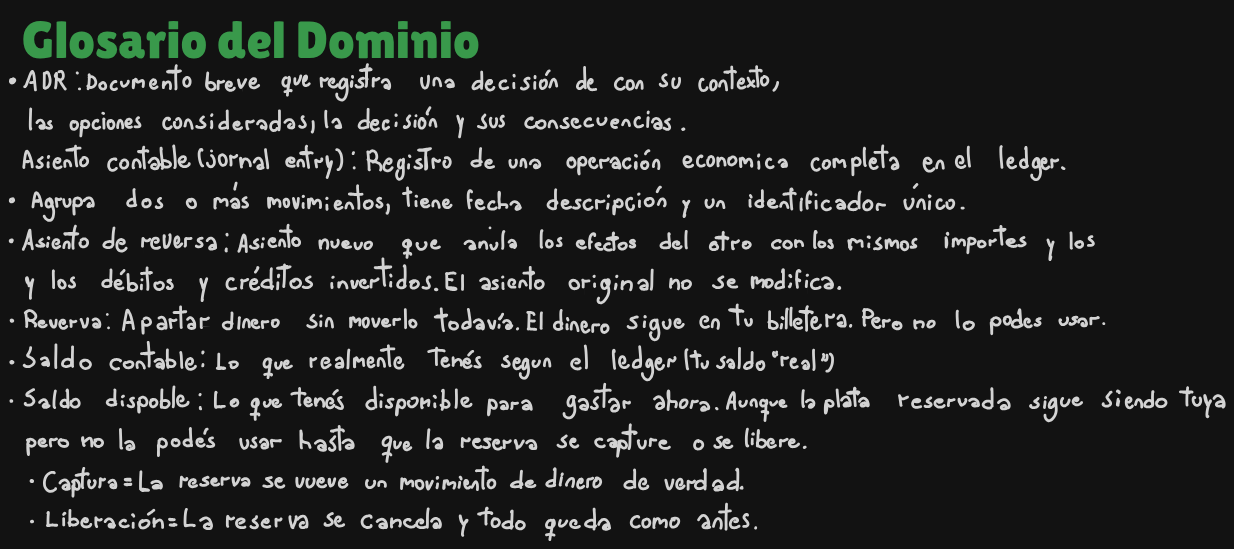 Glosario del Dominio
• ADR: Documento breve que registra una decisión de con su contexto,
las opciones consideradas, la decisión y sus consecuencias.
Asiento contable (jornal entry): Registro de una operación economica completa en el ledger.
• Agrupa dos o más movimientos, tiene fecha descripción y un identificador único.
• Asiento de reversa: Asiento nuevo que anula los efectos del otro con los mismos importes y los
y los débitos y créditos invertidos. El asiento original no se modifica.
• Reverva: Apartar dinero sin moverlo todavía. El dinero sigue en tu billetera. Pero no lo podes usar.
• Saldo contable: Lo que realmente tenés segun el ledger (tu saldo "real")
• Saldo dispoble: Lo que tenés disponible para gastar ahora. Aunque la plata reservada sigue siendo tuya
pero no la podés usar hasta que la reserva se capture o se libere.
• Captura = La reserva se vueve un movimiento de dinero de verdad.
• Liberación = La reserva se cancela y todo queda como antes.